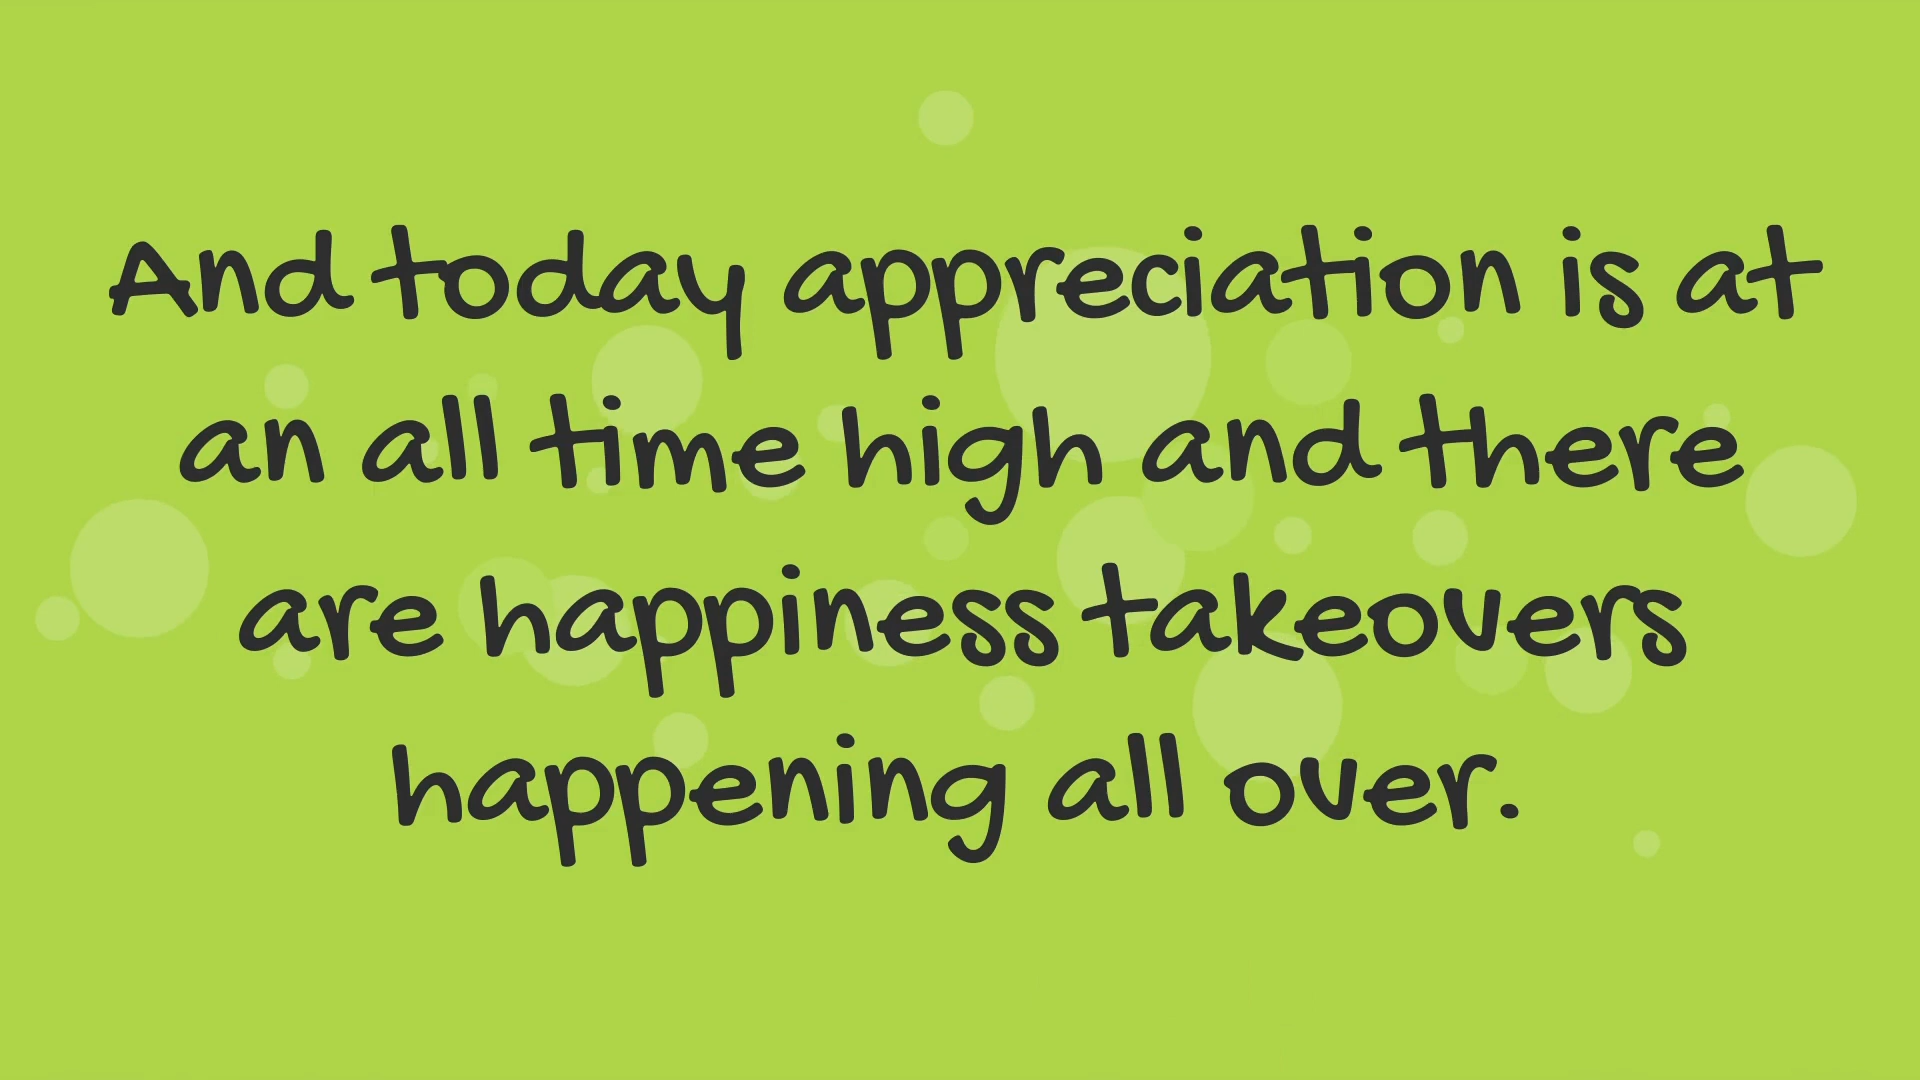 And today appreciation is at
an all time high and there
are happiness takeovers
happening all over.